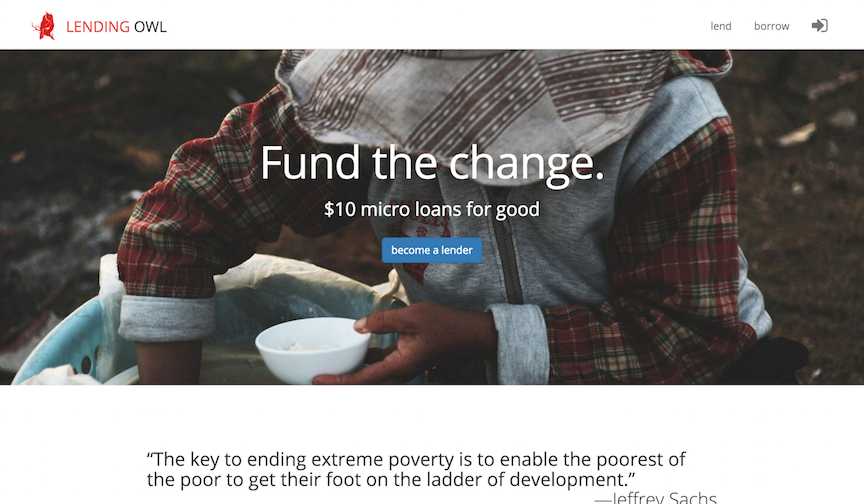 LENDING OWL
lend
borrow
Fund the change.
$10 micro loans for good
become a lender
“The key to ending extreme poverty is to enable the poorest of
the poor to get their foot on the ladder of development.”
—Jeffrey Sachs